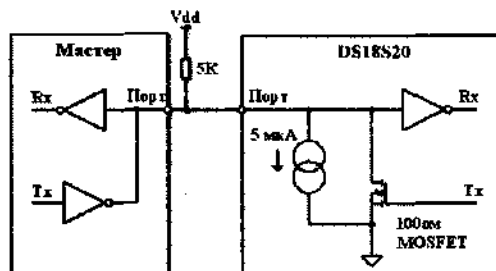 Vdd
Мастер
DS18S20
5K
Rx
Порт
Порт
Rx
5 мкА
Tx
Tx
100ом
MOSFET